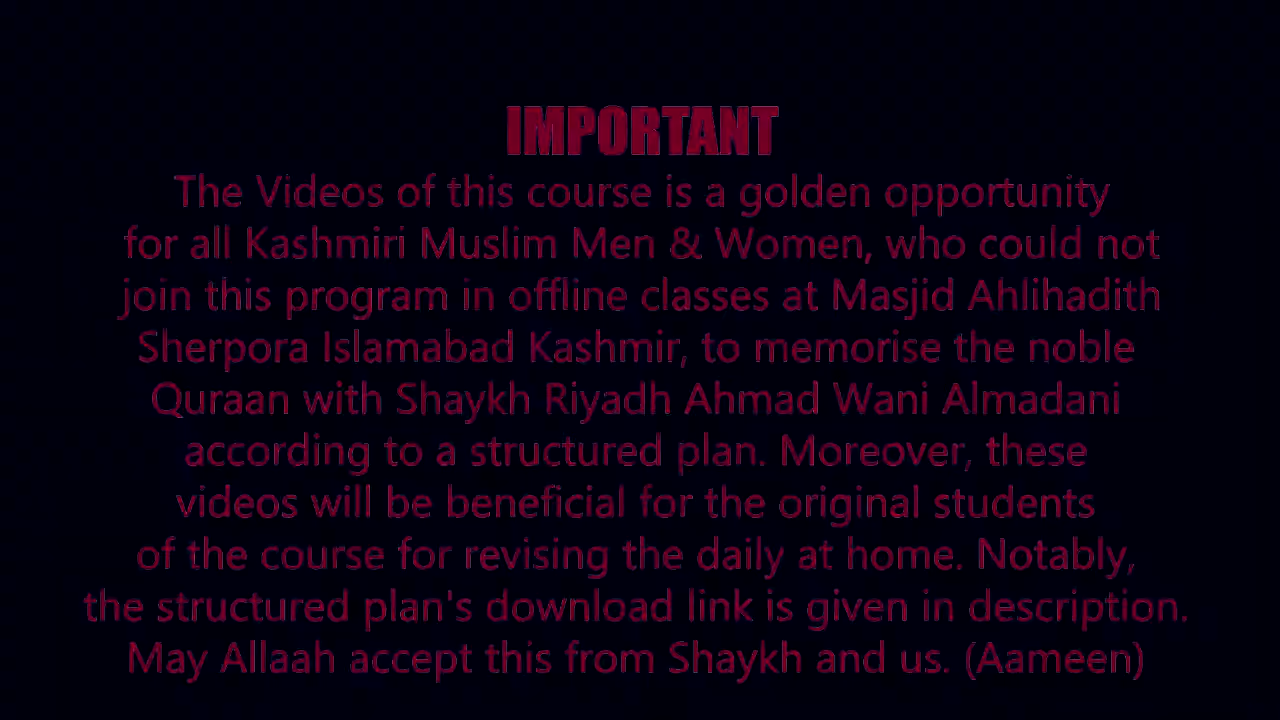 IMPORTANT
The Videos of this course is a golden opportunity
for all Kashmiri Muslim Men & Women, who could not
join this program in offline classes at Masjid Ahlihadith
Sherpora Islamabad Kashmir, to memorise the noble
Quraan with Shaykh Riyadh Ahmad Wani Almadani
according to a structured plan. Moreover, these
videos will be beneficial for the original students
of the course for revising the daily at home. Notably,
the structured plan's download link is given in description.
May Allaah accept this from Shaykh and us. (Aameen)